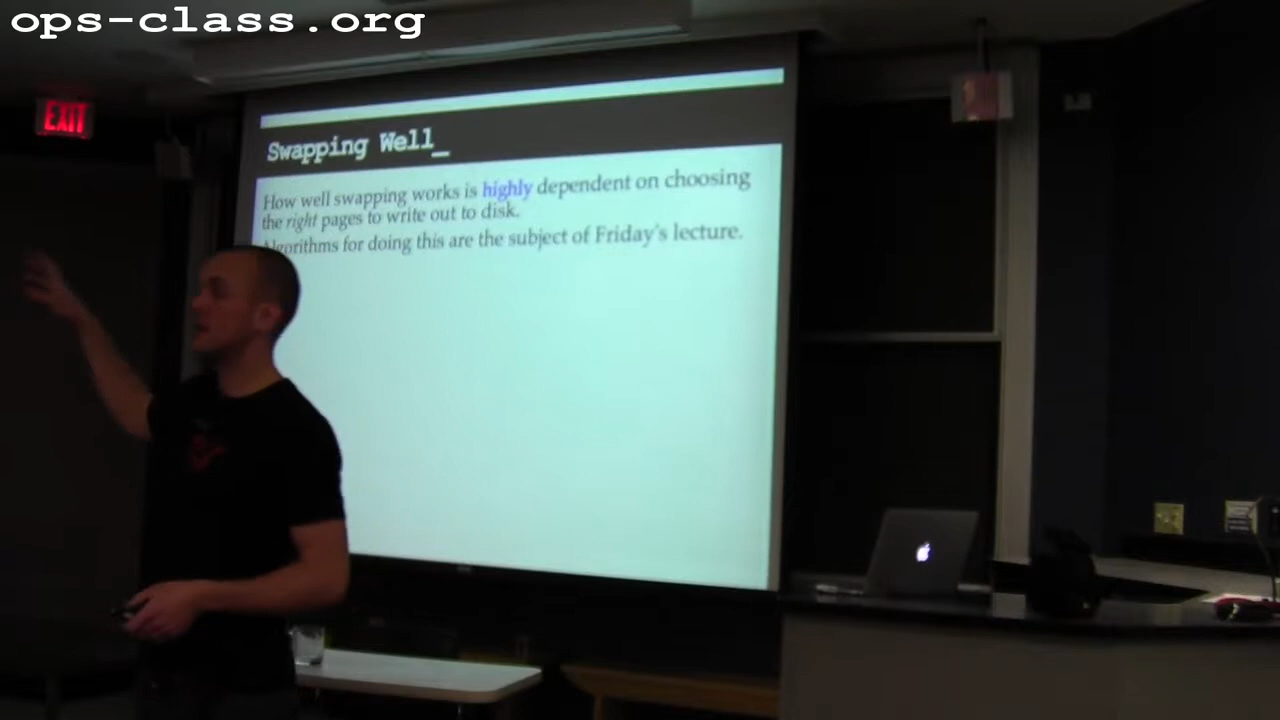 ops-class.org
EXIT
Swapping Well_
How well swapping works is highly dependent on choosing
the right pages to write out to disk.
Algorithms for doing this are the subject of Friday's lecture.